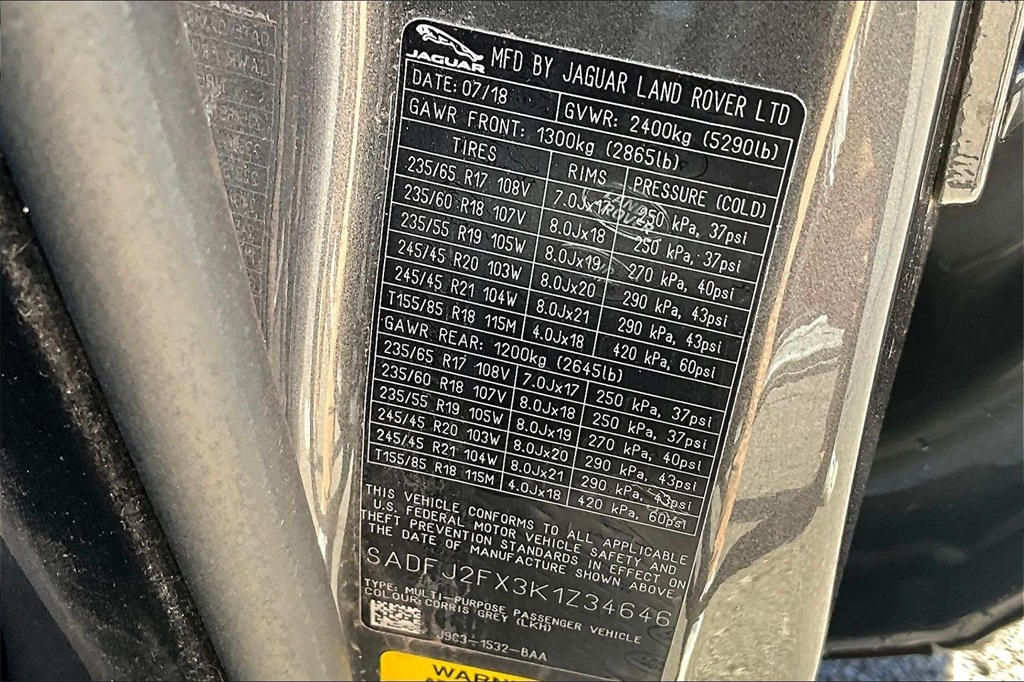 JAGUAR MFD BY JAGUAR LAND ROVER LTD
DATE: 07/18 GVWR: 2400kg (5290lb)
GAWR FRONT: 1300kg (2865lb)
TIRES RIMS PRESSURE (COLD)
235/65 R17 108V 7.0Jx17 250 kPa, 37psi
235/60 R18 107V 8.0Jx18 250 kPa, 37psi
235/55 R19 105W 8.0Jx19 270 kPa, 40psi
245/45 R20 103W 8.0Jx20 290 kPa, 43psi
245/45 R21 104W 8.0Jx21 290 kPa, 43psi
T155/85 R18 115M 4.0Jx18 420 kPa, 60psi
GAWR REAR: 1200kg (2645lb)
235/65 R17 108V 7.0Jx17 250 kPa, 37psi
235/60 R18 107V 8.0Jx18 250 kPa, 37psi
235/55 R19 105W 8.0Jx19 270 kPa, 40psi
245/45 R20 103W 8.0Jx20 290 kPa, 43psi
245/45 R21 104W 8.0Jx21 290 kPa, 43psi
T155/85 R18 115M 4.0Jx18 420 kPa, 60psi
THIS VEHICLE CONFORMS TO ALL APPLICABLE
U.S. FEDERAL MOTOR VEHICLE SAFETY AND
THEFT PREVENTION STANDARDS IN EFFECT ON
THE DATE OF MANUFACTURE SHOWN ABOVE
SADFJ2FX3K1Z34646
TYPE: MULTI-PURPOSE PASSENGER VEHICLE
COLOUR:CORRIS GREY (LKH)
J9C3-1532-BAA
LAND
ROVER